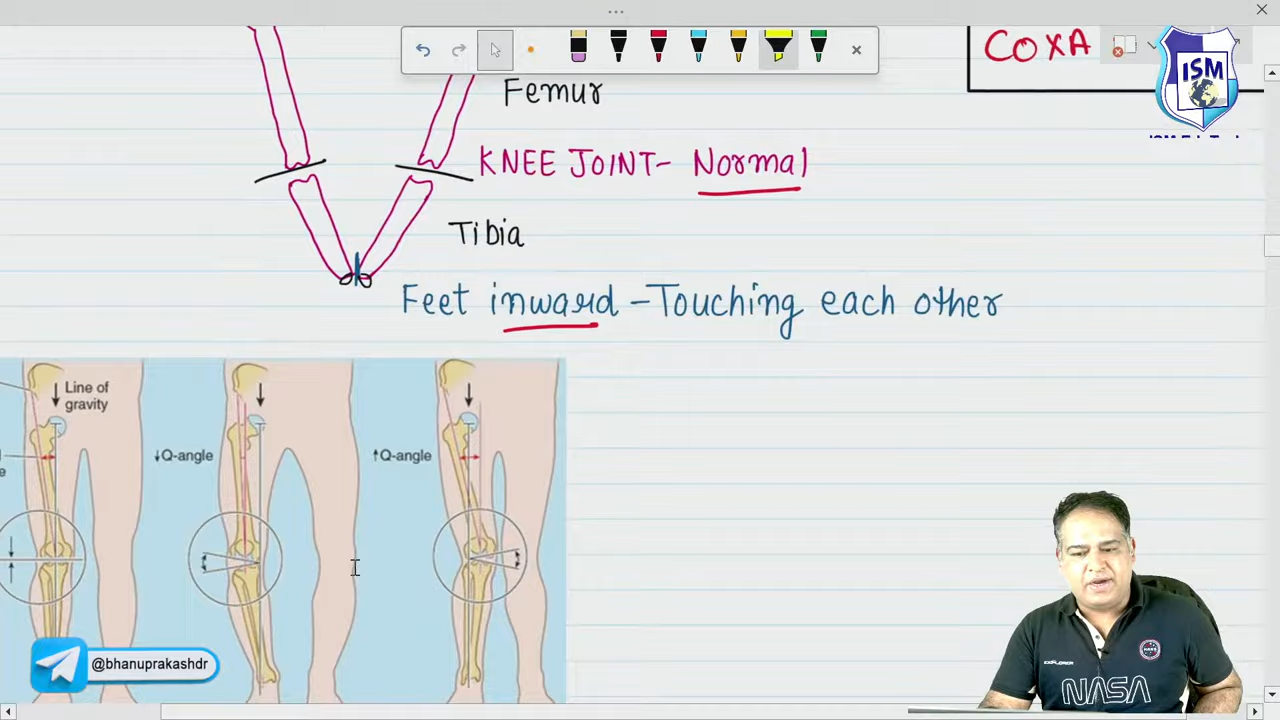 COXA
ISM
Femur
KNEE JOINT- Normal
Tibia
Feet inward - Touching each other
Line of
gravity
↓Q-angle
↑Q-angle
@bhanuprakashdr
EXPLORER
NASA